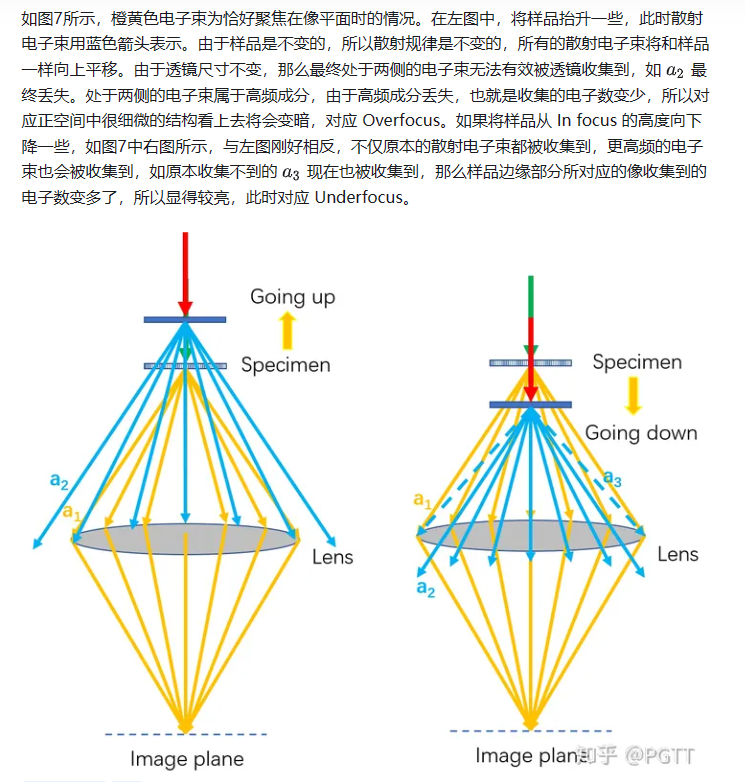 如图7所示，橙黄色电子束为恰好聚焦在像平面时的情况。在左图中，将样品抬升一些，此时散射
电子束用蓝色箭头表示。由于样品是不变的，所以散射规律是不变的，所有的散射电子束将和样品
一样向上平移。由于透镜尺寸不变，那么最终处于两侧的电子束无法有效被透镜收集到，如 a₂ 最
终丢失。处于两侧的电子束属于高频成分，由于高频成分丢失，也就是收集的电子数变少，所以对
应正空间中很细微的结构看上去将会变暗，对应 Overfocus。如果将样品从 In focus 的高度向下
降一些，如图7中右图所示，与左图刚好相反，不仅原本的散射电子束都被收集到，更高频的电子
束也会被收集到，如原本收集不到的 a₃ 现在也被收集到，那么样品边缘部分所对应的像收集到的
电子数变多了，所以显得较亮，此时对应 Underfocus。
Going up
Specimen
a₂
a₁
Lens
Image plane
Specimen
Going down
a₃
a₁
Lens
a₂
Image plane
知乎 @PGTT